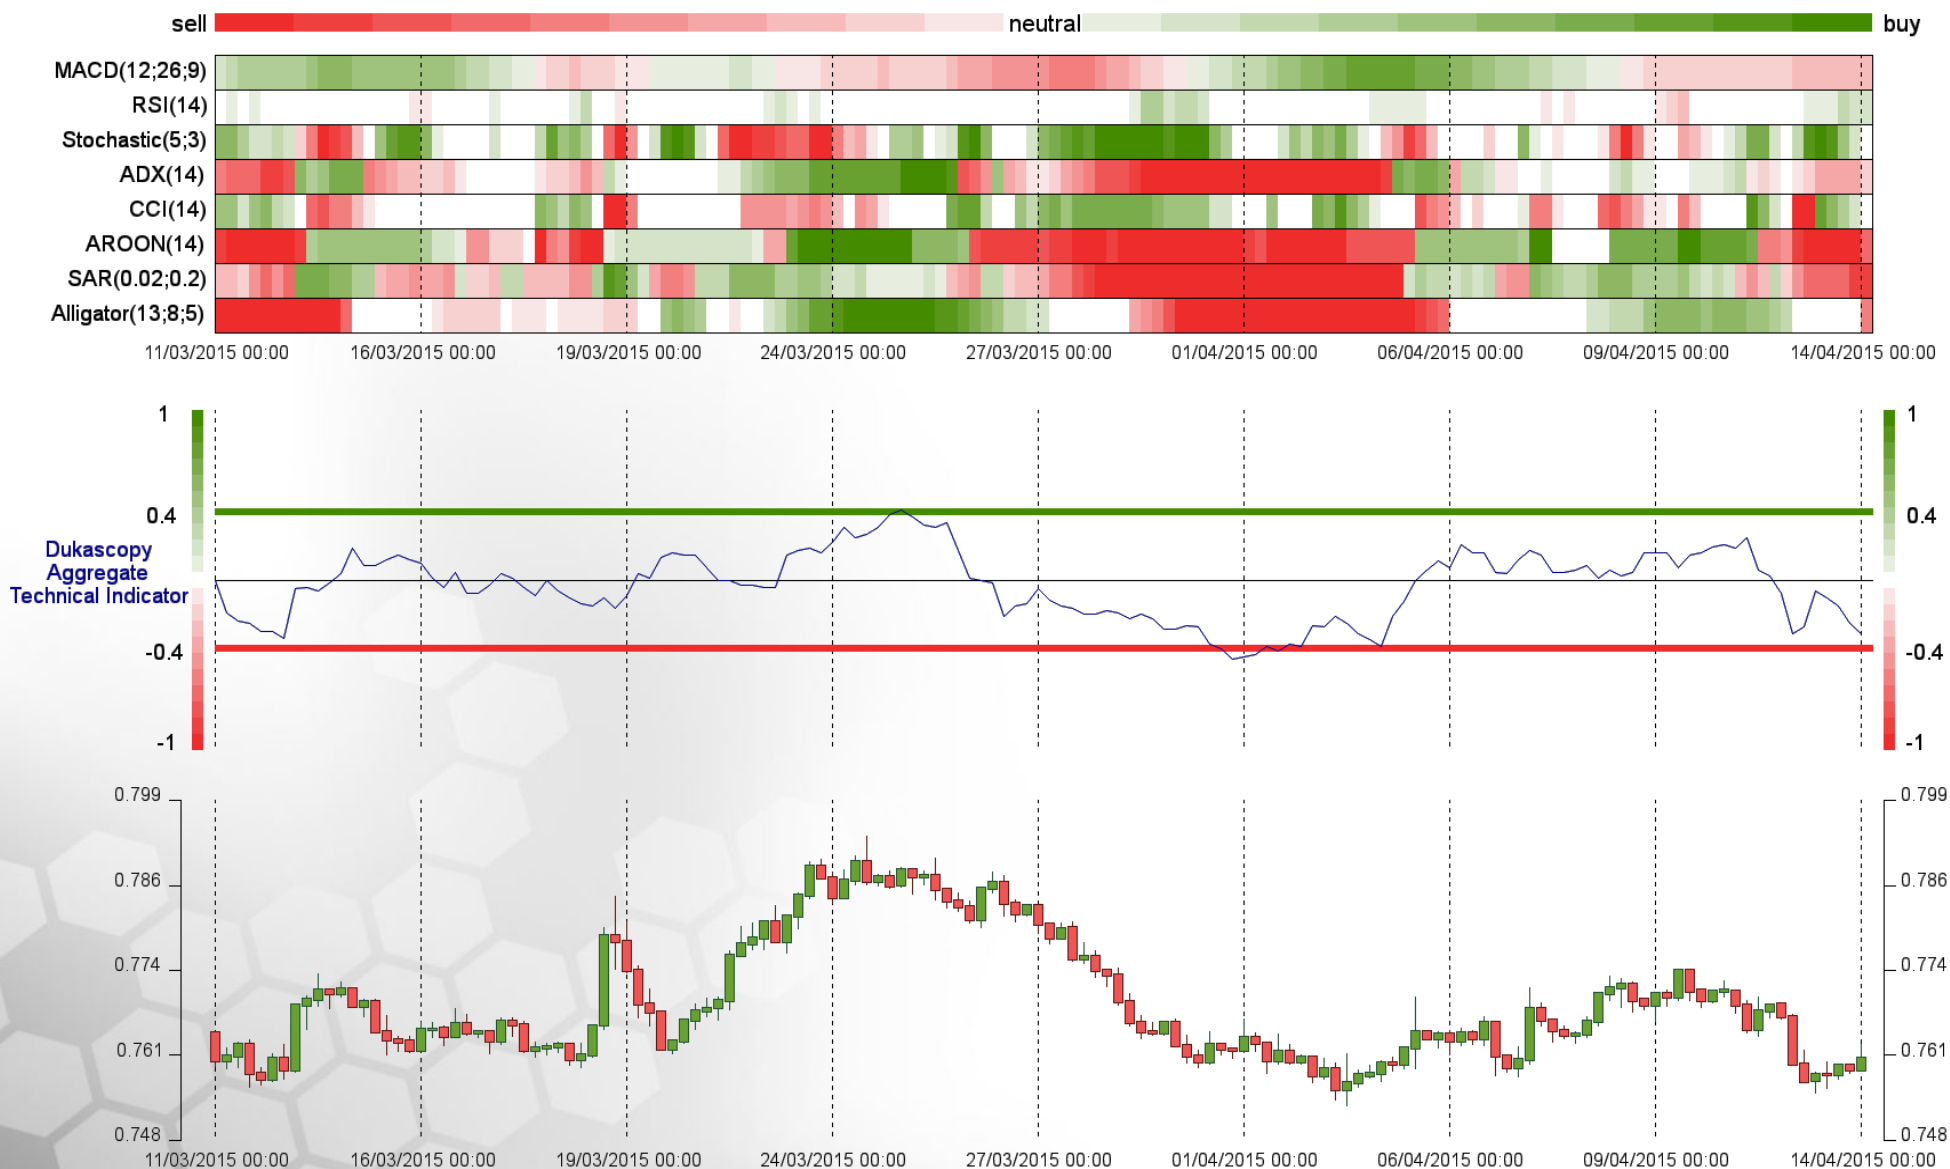 sell neutral buy
MACD(12;26;9)
RSI(14)
Stochastic(5;3)
ADX(14)
CCI(14)
AROON(14)
SAR(0.02;0.2)
Alligator(13;8;5)
11/03/2015 00:00 16/03/2015 00:00 19/03/2015 00:00 24/03/2015 00:00 27/03/2015 00:00 01/04/2015 00:00 06/04/2015 00:00 09/04/2015 00:00 14/04/2015 00:00
1 1
0.4 0.4
Dukascopy
Aggregate
Technical Indicator
-0.4 -0.4
-1 -1
0.799 0.799
0.786 0.786
0.774 0.774
0.761 0.761
0.748 0.748
11/03/2015 00:00 16/03/2015 00:00 19/03/2015 00:00 24/03/2015 00:00 27/03/2015 00:00 01/04/2015 00:00 06/04/2015 00:00 09/04/2015 00:00 14/04/2015 00:00